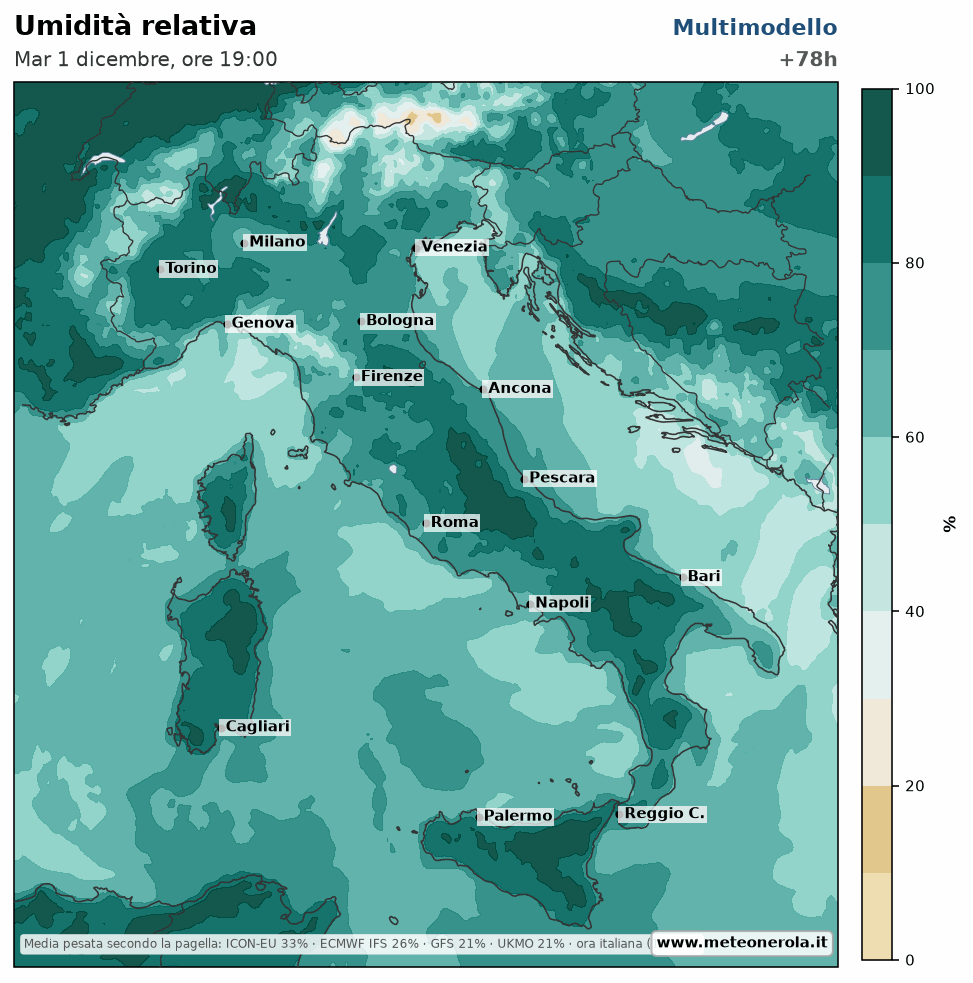 Umidità relativa
Multimodello
Mar 1 dicembre, ore 19:00
+78h
100
80
60
40
20
0
%
Milano
Venezia
Torino
Genova
Bologna
Firenze
Ancona
Pescara
Roma
Bari
Napoli
Cagliari
Palermo
Reggio C.
Media pesata secondo la pagella: ICON-EU 33% · ECMWF IFS 26% · GFS 21% · UKMO 21% · ora italiana (
www.meteonerola.it